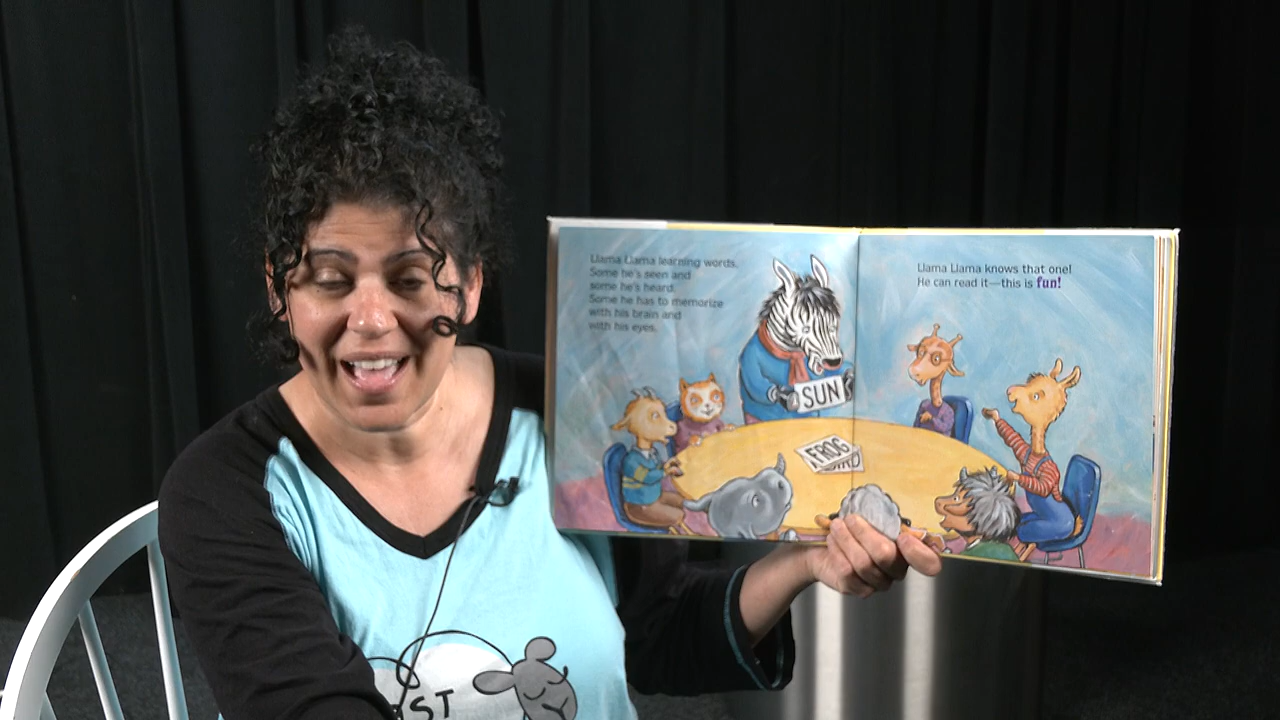 Llama Llama learning words.
Some he's seen and
some he's heard.
Some he has to memorize
with his brain and
with his eyes.
SUN
FROG
Llama Llama knows that one!
He can read it—this is fun!
ST